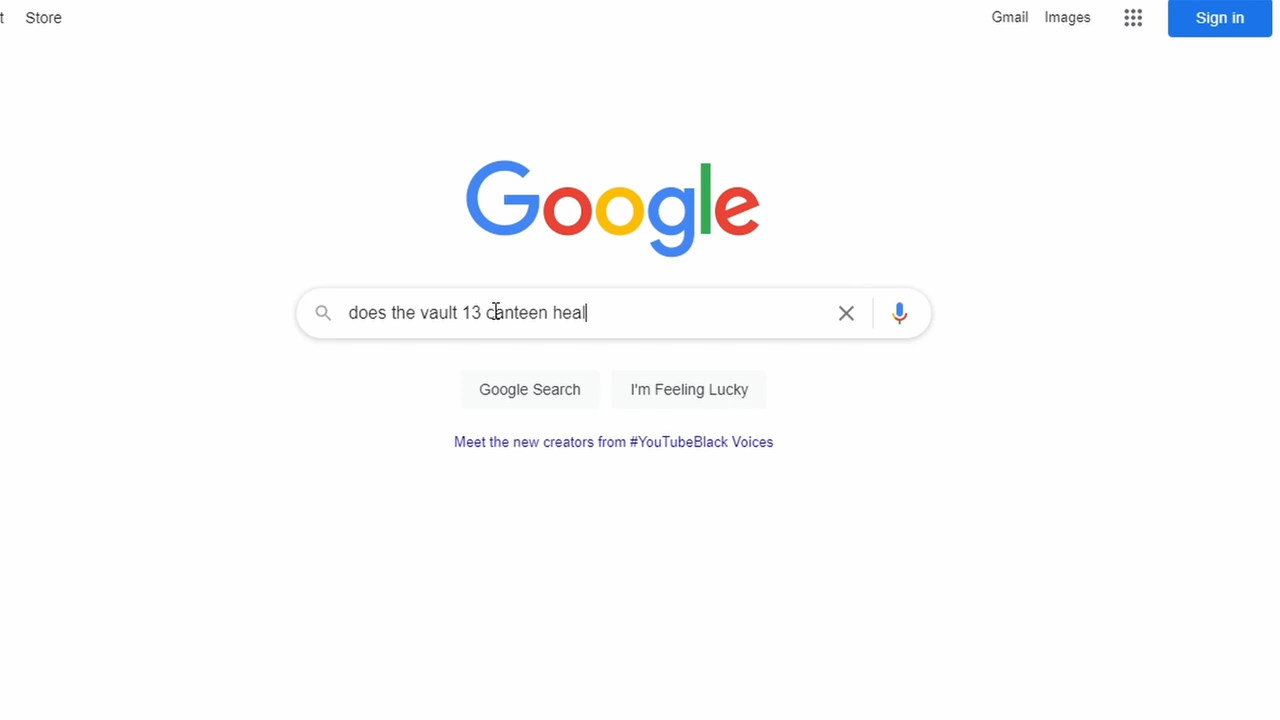 t Store Gmail Images Sign in
Google
does the vault 13 canteen heal
Google Search I'm Feeling Lucky
Meet the new creators from #YouTubeBlack Voices